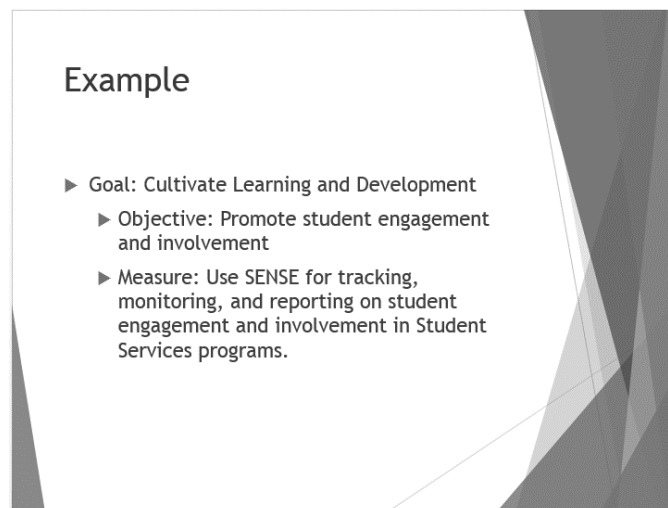 Example
Goal: Cultivate Learning and Development
Objective: Promote student engagement
and involvement
Measure: Use SENSE for tracking,
monitoring, and reporting on student
engagement and involvement in Student
Services programs.